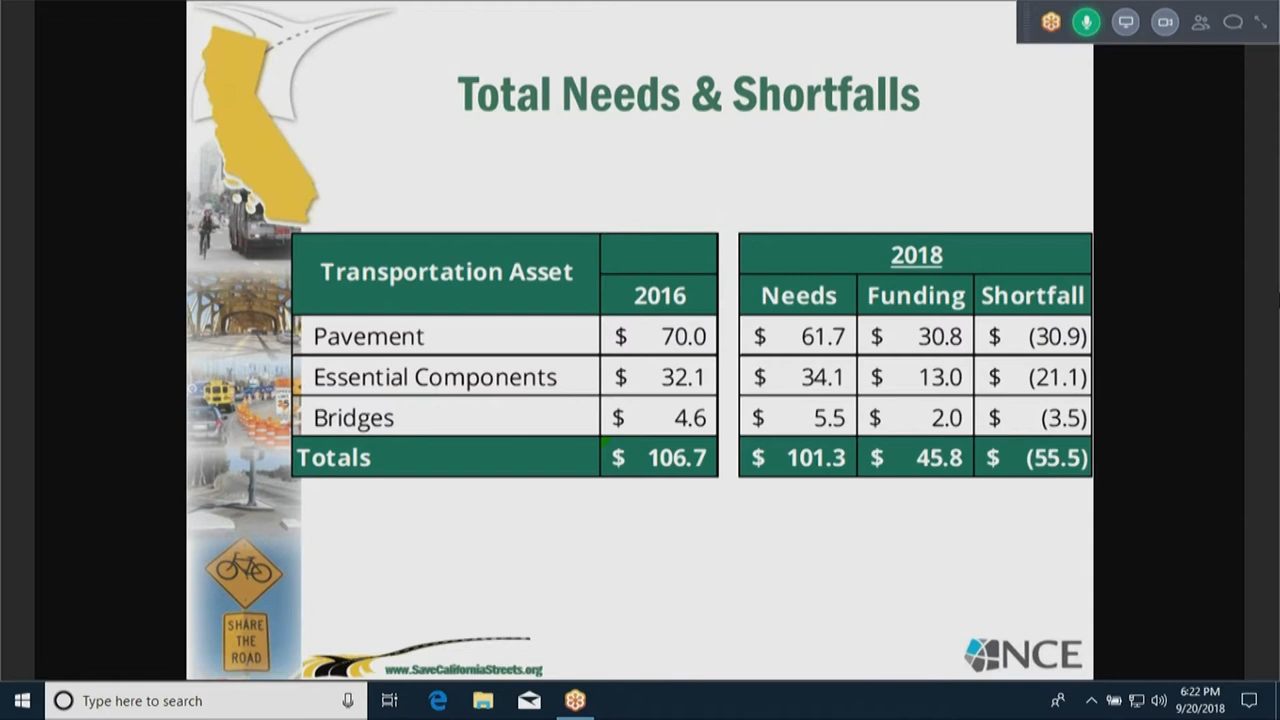 Total Needs & Shortfalls
Transportation Asset
2016
2018
Needs Funding Shortfall
Pavement $ 70.0 $ 61.7 $ 30.8 $ (30.9)
Essential Components $ 32.1 $ 34.1 $ 13.0 $ (21.1)
Bridges $ 4.6 $ 5.5 $ 2.0 $ (3.5)
Totals $ 106.7 $ 101.3 $ 45.8 $ (55.5)
SHARE
THE
ROAD
www.SaveCaliforniaStreets.org
NCE
Type here to search
6:22 PM
9/20/2018